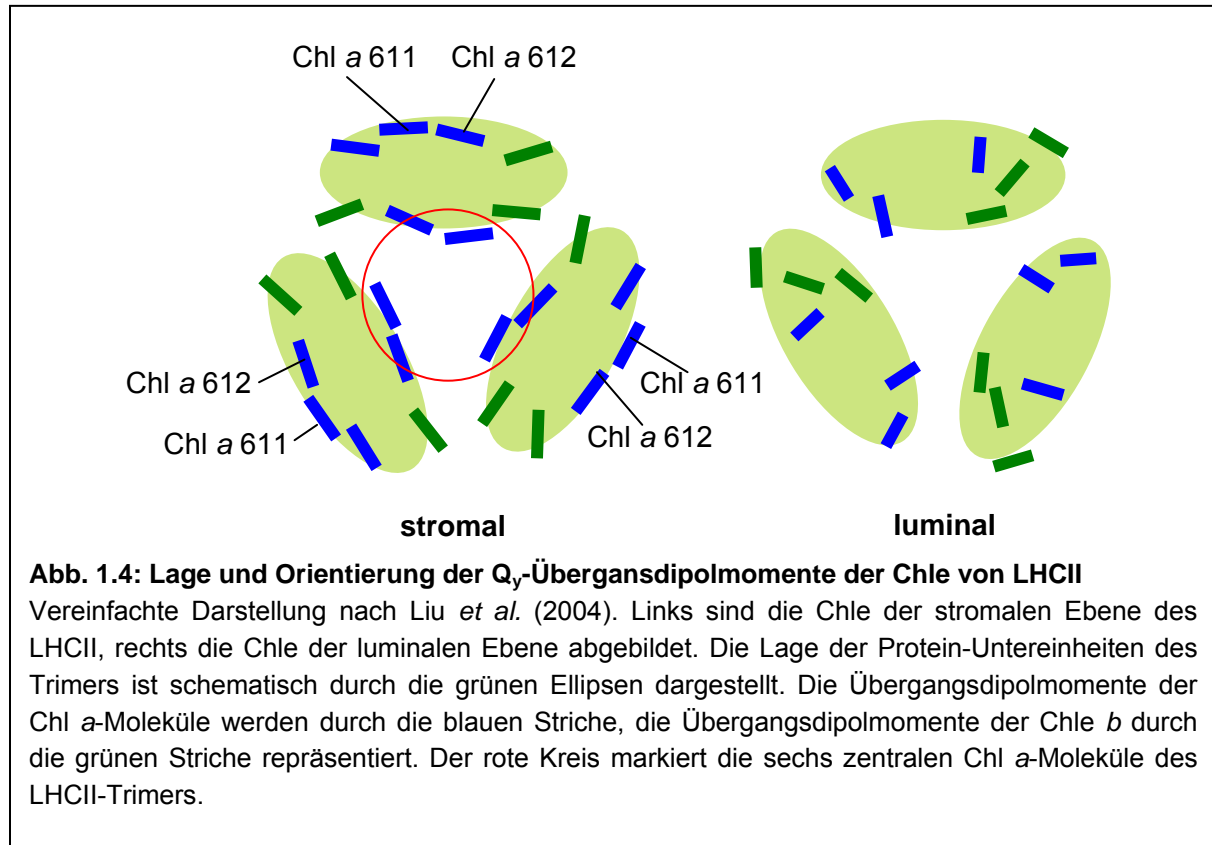 Chl a 611 Chl a 612
Chl a 612
Chl a 611
Chl a 611
Chl a 612
stromal
luminal
Abb. 1.4: Lage und Orientierung der Qy-Übergansdipolmomente der Chle von LHCII
Vereinfachte Darstellung nach Liu et al. (2004). Links sind die Chle der stromalen Ebene des
LHCII, rechts die Chle der luminalen Ebene abgebildet. Die Lage der Protein-Untereinheiten des
Trimers ist schematisch durch die grünen Ellipsen dargestellt. Die Übergangsdipolmomente der
Chl a-Moleküle werden durch die blauen Striche, die Übergangsdipolmomente der Chle b durch
die grünen Striche repräsentiert. Der rote Kreis markiert die sechs zentralen Chl a-Moleküle des
LHCII-Trimers.